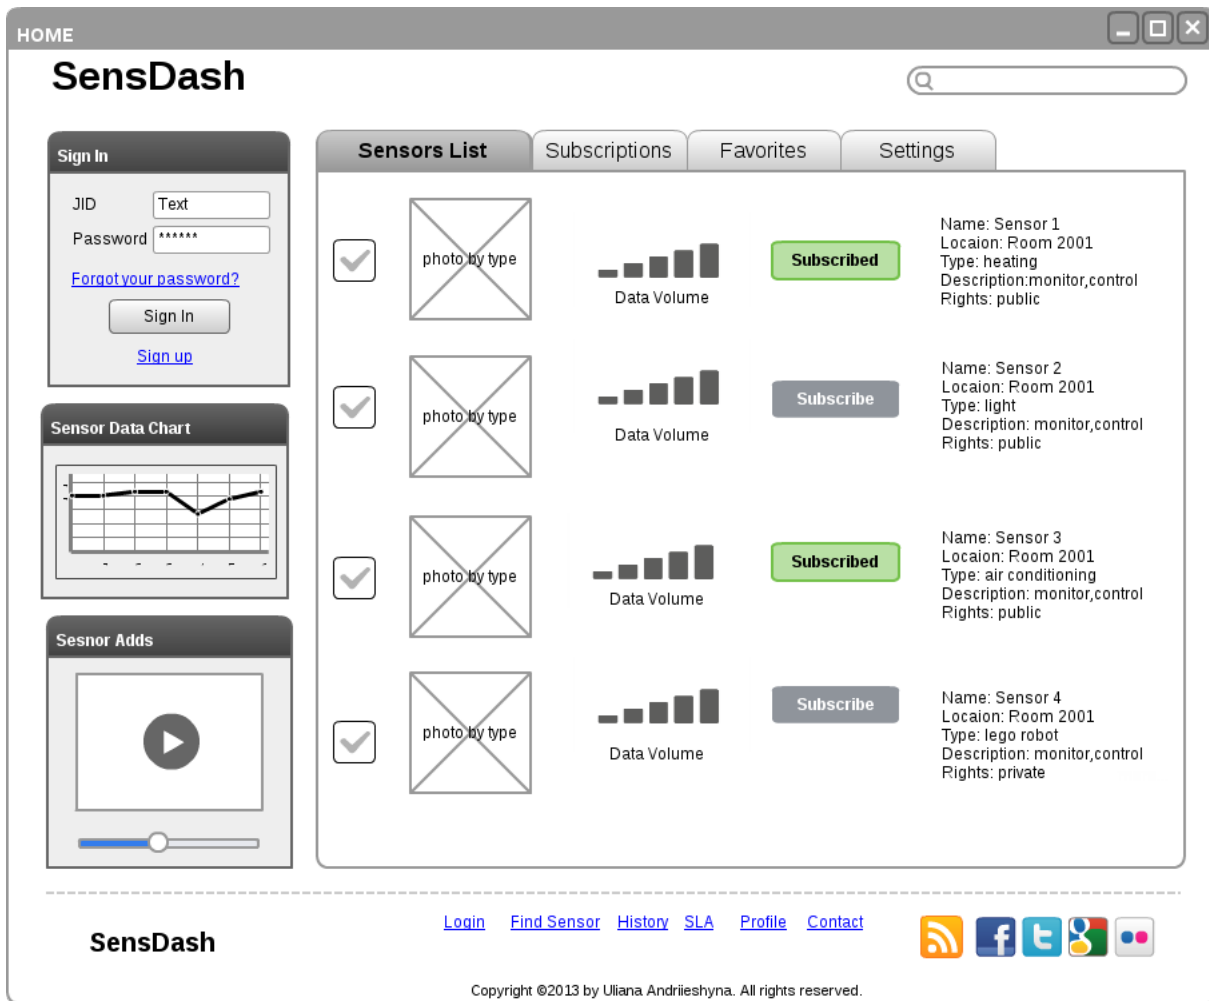 HOME
SensDash
Sign In
JID
Text
Password
******
Forgot your password?
Sign In
Sign up
Sensor Data Chart
Sesnor Adds
Sensors List
Subscriptions
Favorites
Settings
photo by type
Data Volume
Subscribed
Name: Sensor 1
Locaion: Room 2001
Type: heating
Description:monitor,control
Rights: public
photo by type
Data Volume
Subscribe
Name: Sensor 2
Locaion: Room 2001
Type: light
Description: monitor,control
Rights: public
photo by type
Data Volume
Subscribed
Name: Sensor 3
Locaion: Room 2001
Type: air conditioning
Description: monitor,control
Rights: public
photo by type
Data Volume
Subscribe
Name: Sensor 4
Locaion: Room 2001
Type: lego robot
Description: monitor,control
Rights: private
SensDash
Login Find Sensor History SLA Profile Contact
Copyright ©2013 by Uliana Andriieshyna. All rights reserved.